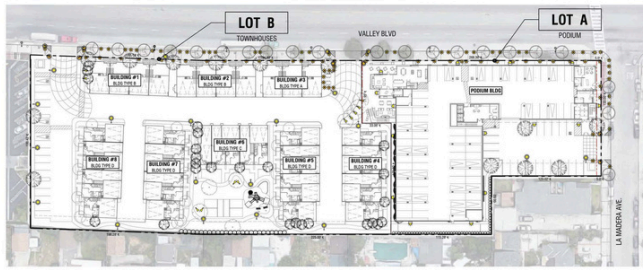 LOT B
TOWNHOUSES
VALLEY BLVD
LOT A
PODIUM
BUILDING #1
BLDG TYPE B
BUILDING #2
BLDG TYPE B
BUILDING #3
BLDG TYPE A
PODIUM BLDG
BUILDING #8
BLDG TYPE D
BUILDING #7
BLDG TYPE D
BUILDING #6
BLDG TYPE C
BUILDING #5
BLDG TYPE D
BUILDING #4
BLDG TYPE D
LA MADERA AVE.